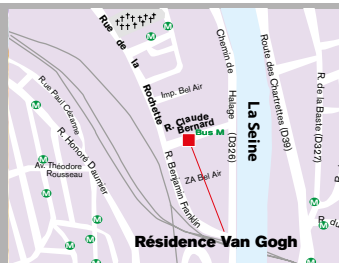 Rue de la Rochette
Chemin de Halage (D326)
Route des Chartrettes (D39)
R. de la Baste (D327)
Imp. Bel Air
Rue Paul Cézanne
R. Claude
Bernard
Bus M
La Seine
R. Honoré Daumier
Av. Théodore
Rousseau
R. Benjamin Franklin
ZA Bel Air
R. du
Résidence Van Gogh
M
M
M
M
M
M
M
M
M
M